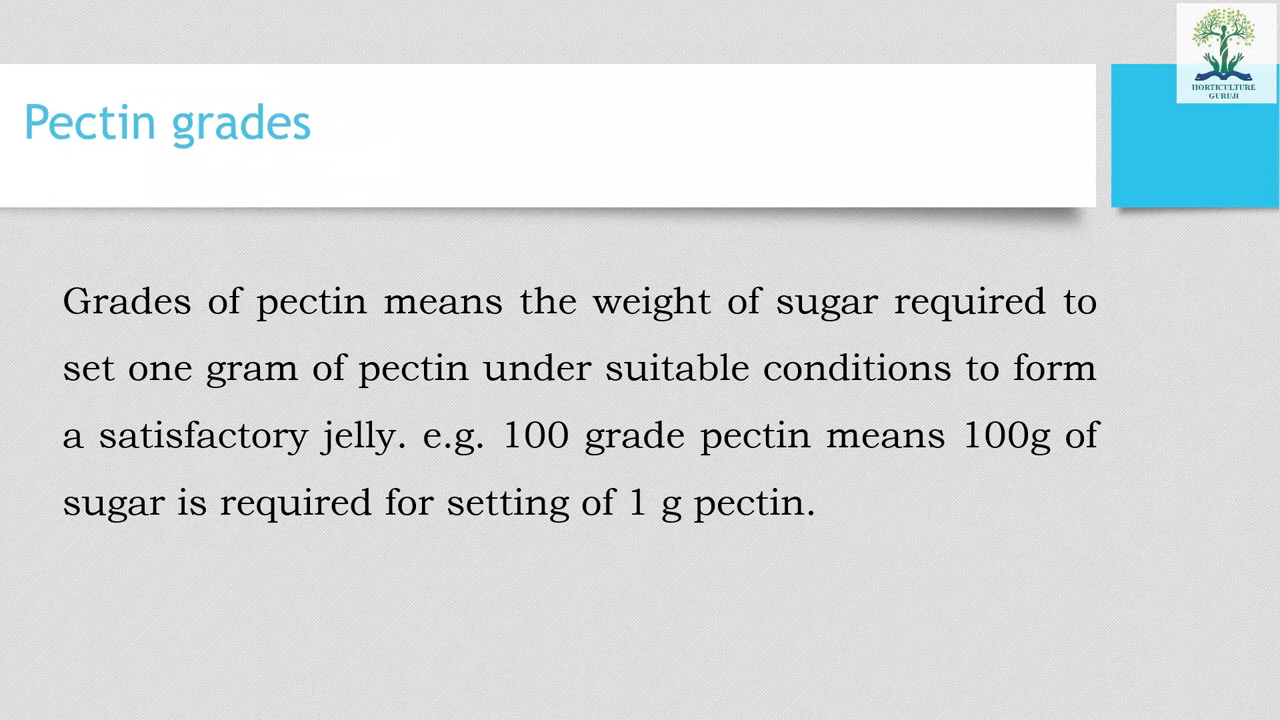 HORTICULTURE
GURUJI
Pectin grades
Grades of pectin means the weight of sugar required to
set one gram of pectin under suitable conditions to form
a satisfactory jelly. e.g. 100 grade pectin means 100g of
sugar is required for setting of 1 g pectin.